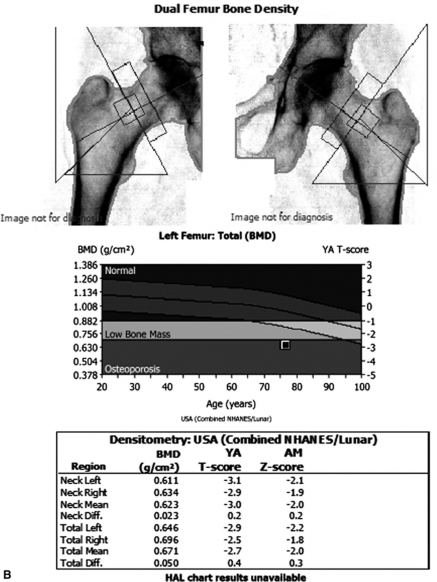 Dual Femur Bone Density
Image not for diagnosis Image not for diagnosis
Left Femur: Total (BMD)
BMD (g/cm²) YA T-score
1.386 3
1.260 2
1.134 1
1.008 0
0.882 -1
0.756 -2
0.630 -3
0.504 -4
0.378 -5
Normal
Low Bone Mass
Osteoporosis
20 30 40 50 60 65 70 75 80 85 90 95 100
Age (years)
USA (Combined NHANES/Lunar)
Densitometry: USA (Combined NHANES/Lunar)
BMD YA AM
Region (g/cm²) T-score Z-score
Neck Left 0.611 -3.1 -2.1
Neck Right 0.634 -2.9 -1.9
Neck Mean 0.623 -3.0 -2.0
Neck Diff. 0.023 0.2 0.2
Total Left 0.646 -2.9 -2.2
Total Right 0.696 -2.5 -1.8
Total Mean 0.671 -2.7 -2.0
Total Diff. 0.050 0.4 0.3
B HAL chart results unavailable